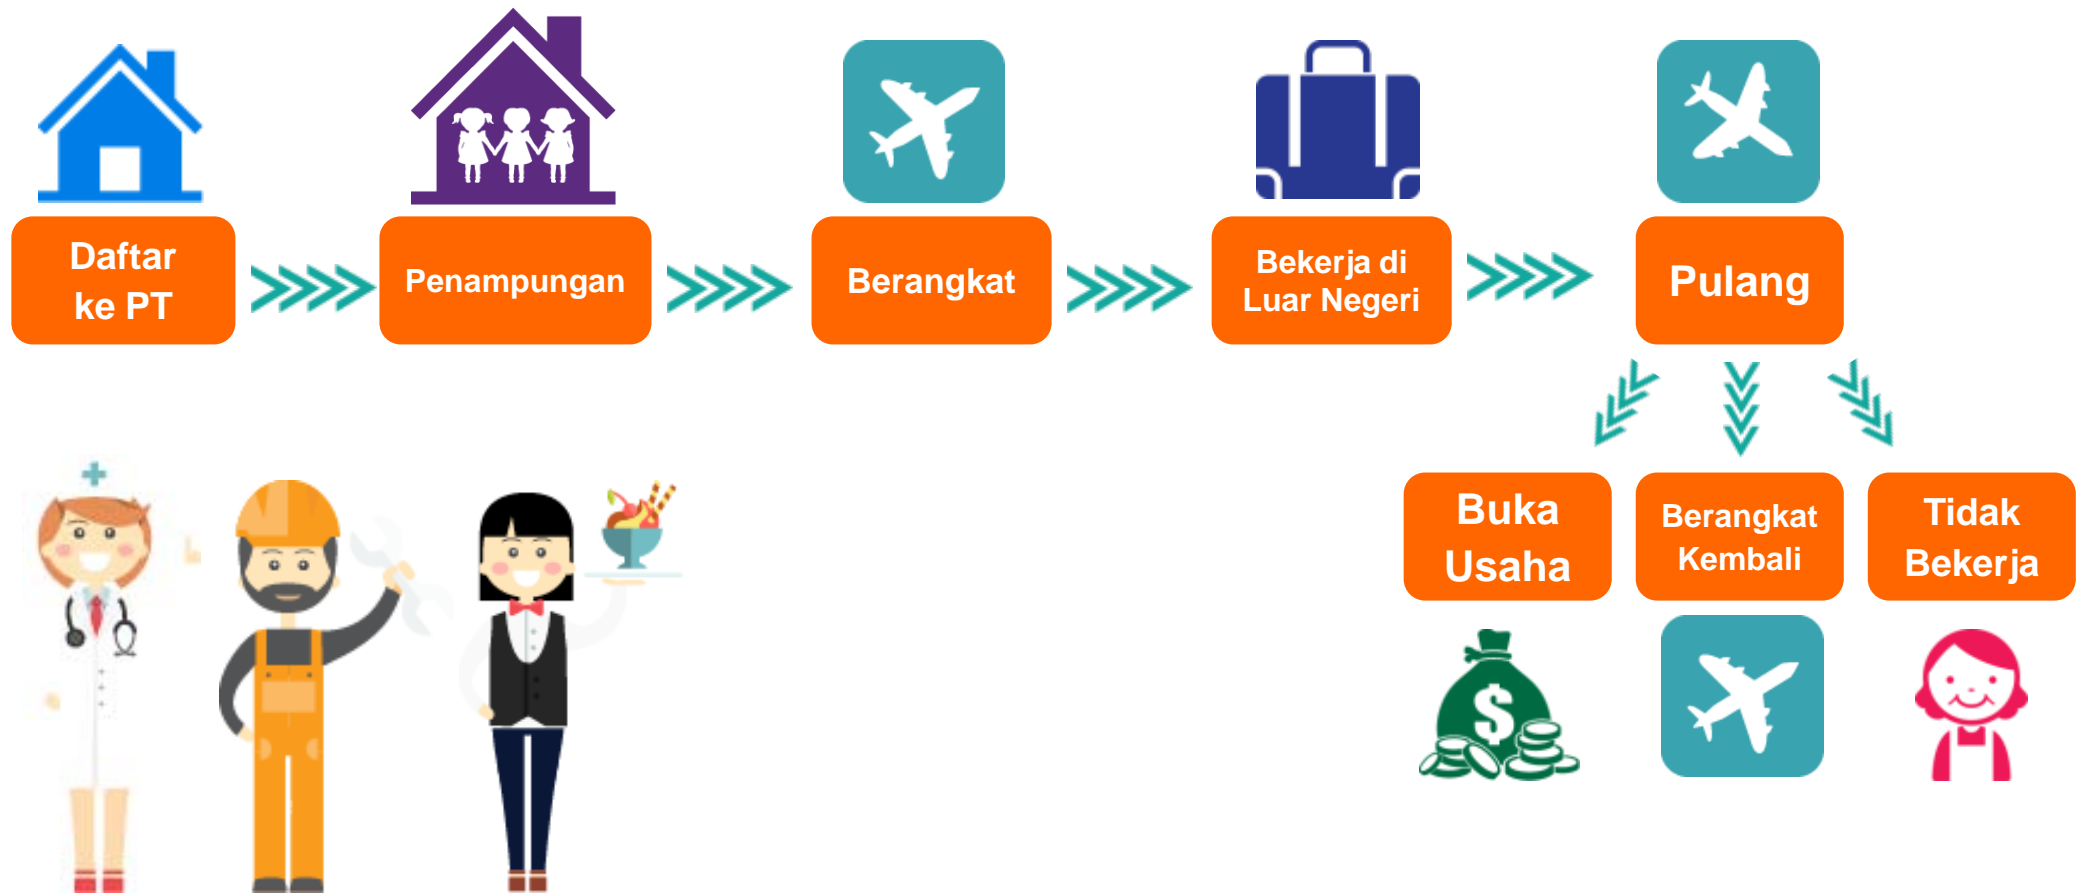 Daftar
ke PT
Penampungan
Berangkat
Bekerja di
Luar Negeri
Pulang
Buka
Usaha
Berangkat
Kembali
Tidak
Bekerja
$